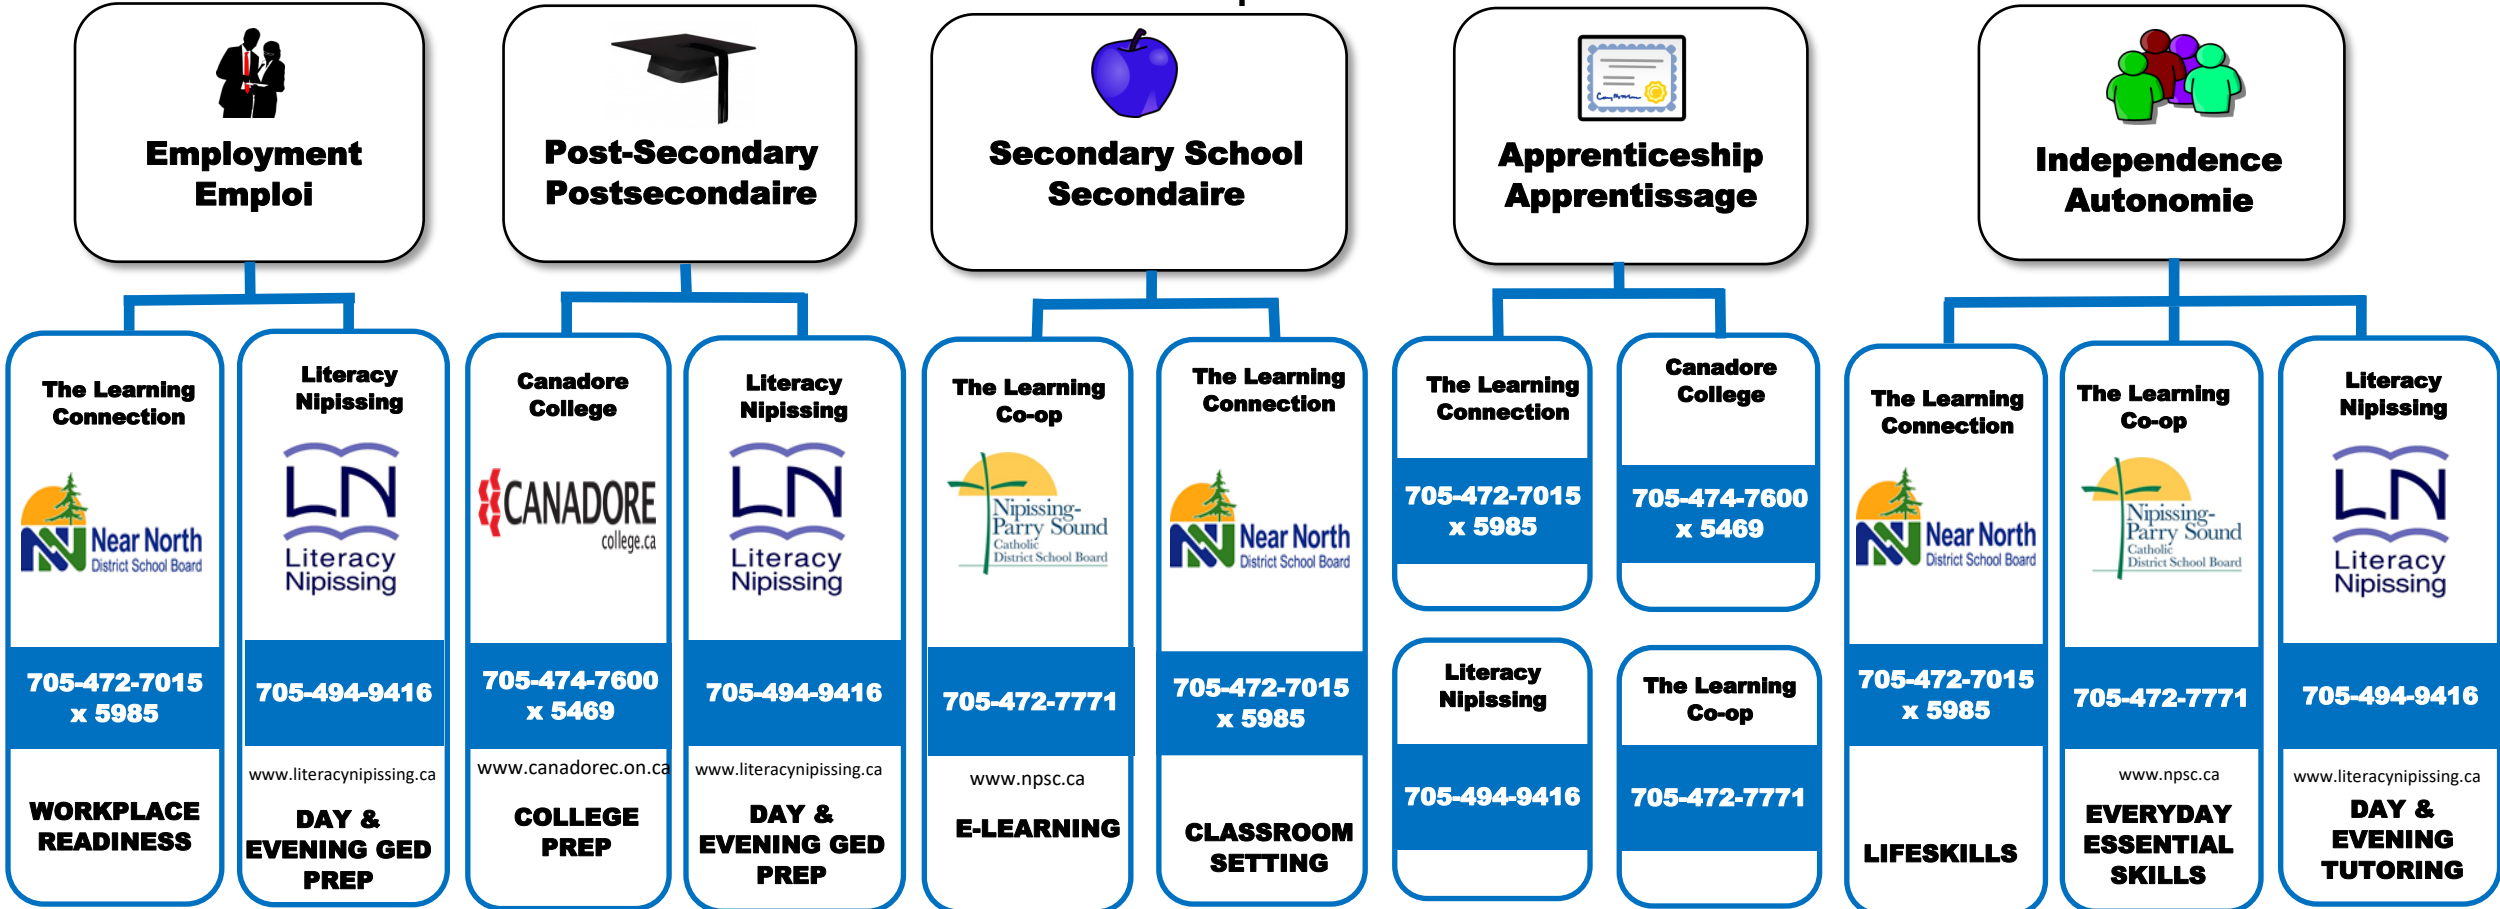 Employment
Emploi
Post-Secondary
Postsecondaire
Secondary School
Secondaire
Apprenticeship
Apprentissage
Independence
Autonomie
The Learning
Connection
Near North
District School Board
705-472-7015
x 5985
WORKPLACE
READINESS
Literacy
Nipissing
LN
Literacy
Nipissing
705-494-9416
www.literacynipissing.ca
DAY &
EVENING GED
PREP
Canadore
College
CANADORE
college.ca
705-474-7600
x 5469
www.canadorec.on.ca
COLLEGE
PREP
Literacy
Nipissing
LN
Literacy
Nipissing
705-494-9416
www.literacynipissing.ca
DAY &
EVENING GED
PREP
The Learning
Co-op
Nipissing-
Parry Sound
Catholic
District School Board
705-472-7771
www.npsc.ca
E-LEARNING
The Learning
Connection
Near North
District School Board
705-472-7015
x 5985
CLASSROOM
SETTING
The Learning
Connection
705-472-7015
x 5985
Canadore
College
705-474-7600
x 5469
Literacy
Nipissing
705-494-9416
The Learning
Co-op
705-472-7771
The Learning
Connection
Near North
District School Board
705-472-7015
x 5985
LIFESKILLS
The Learning
Co-op
Nipissing-
Parry Sound
Catholic
District School Board
705-472-7771
www.npsc.ca
EVERYDAY
ESSENTIAL
SKILLS
Literacy
Nipissing
LN
Literacy
Nipissing
705-494-9416
www.literacynipissing.ca
DAY &
EVENING
TUTORING